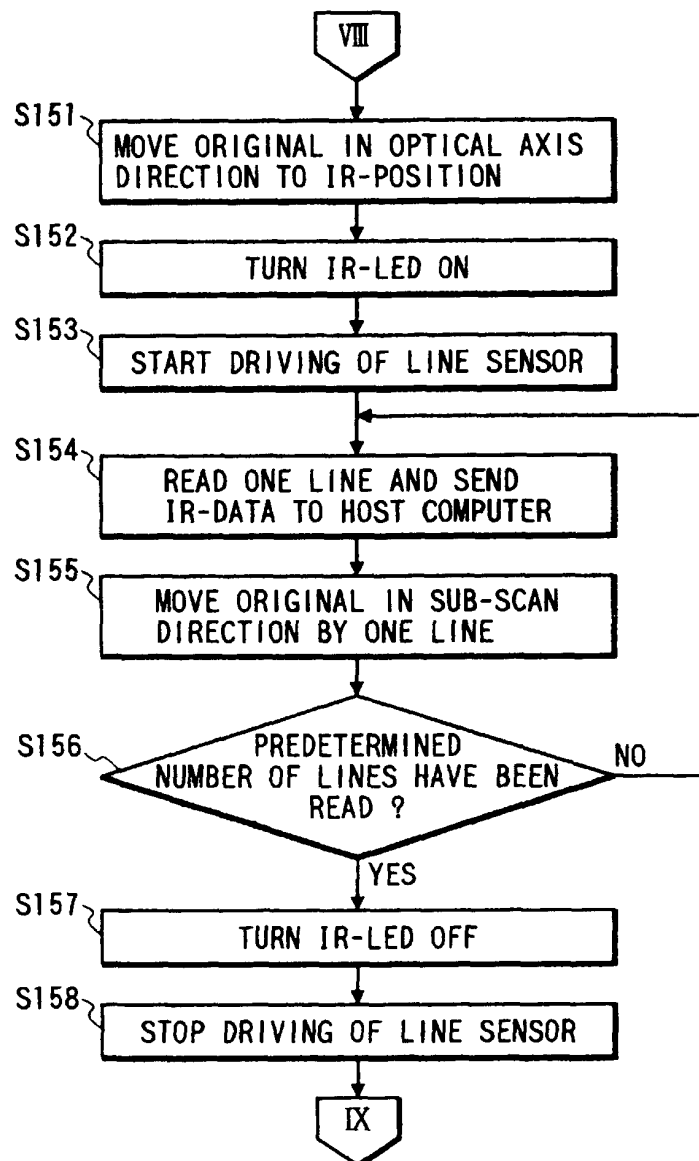 VIII
S151
MOVE ORIGINAL IN OPTICAL AXIS
DIRECTION TO IR-POSITION
S152
TURN IR-LED ON
S153
START DRIVING OF LINE SENSOR
S154
READ ONE LINE AND SEND
IR-DATA TO HOST COMPUTER
S155
MOVE ORIGINAL IN SUB-SCAN
DIRECTION BY ONE LINE
S156
PREDETERMINED
NUMBER OF LINES HAVE BEEN
READ ?
NO
YES
S157
TURN IR-LED OFF
S158
STOP DRIVING OF LINE SENSOR
IX